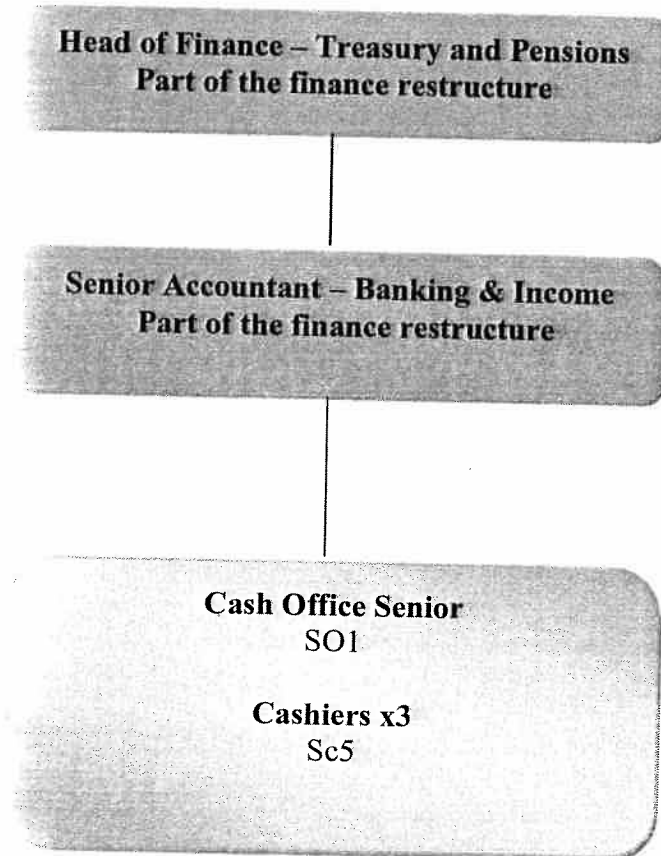 Head of Finance – Treasury and Pensions
Part of the finance restructure
Senior Accountant – Banking & Income
Part of the finance restructure
Cash Office Senior
SO1
Cashiers x3
Sc5